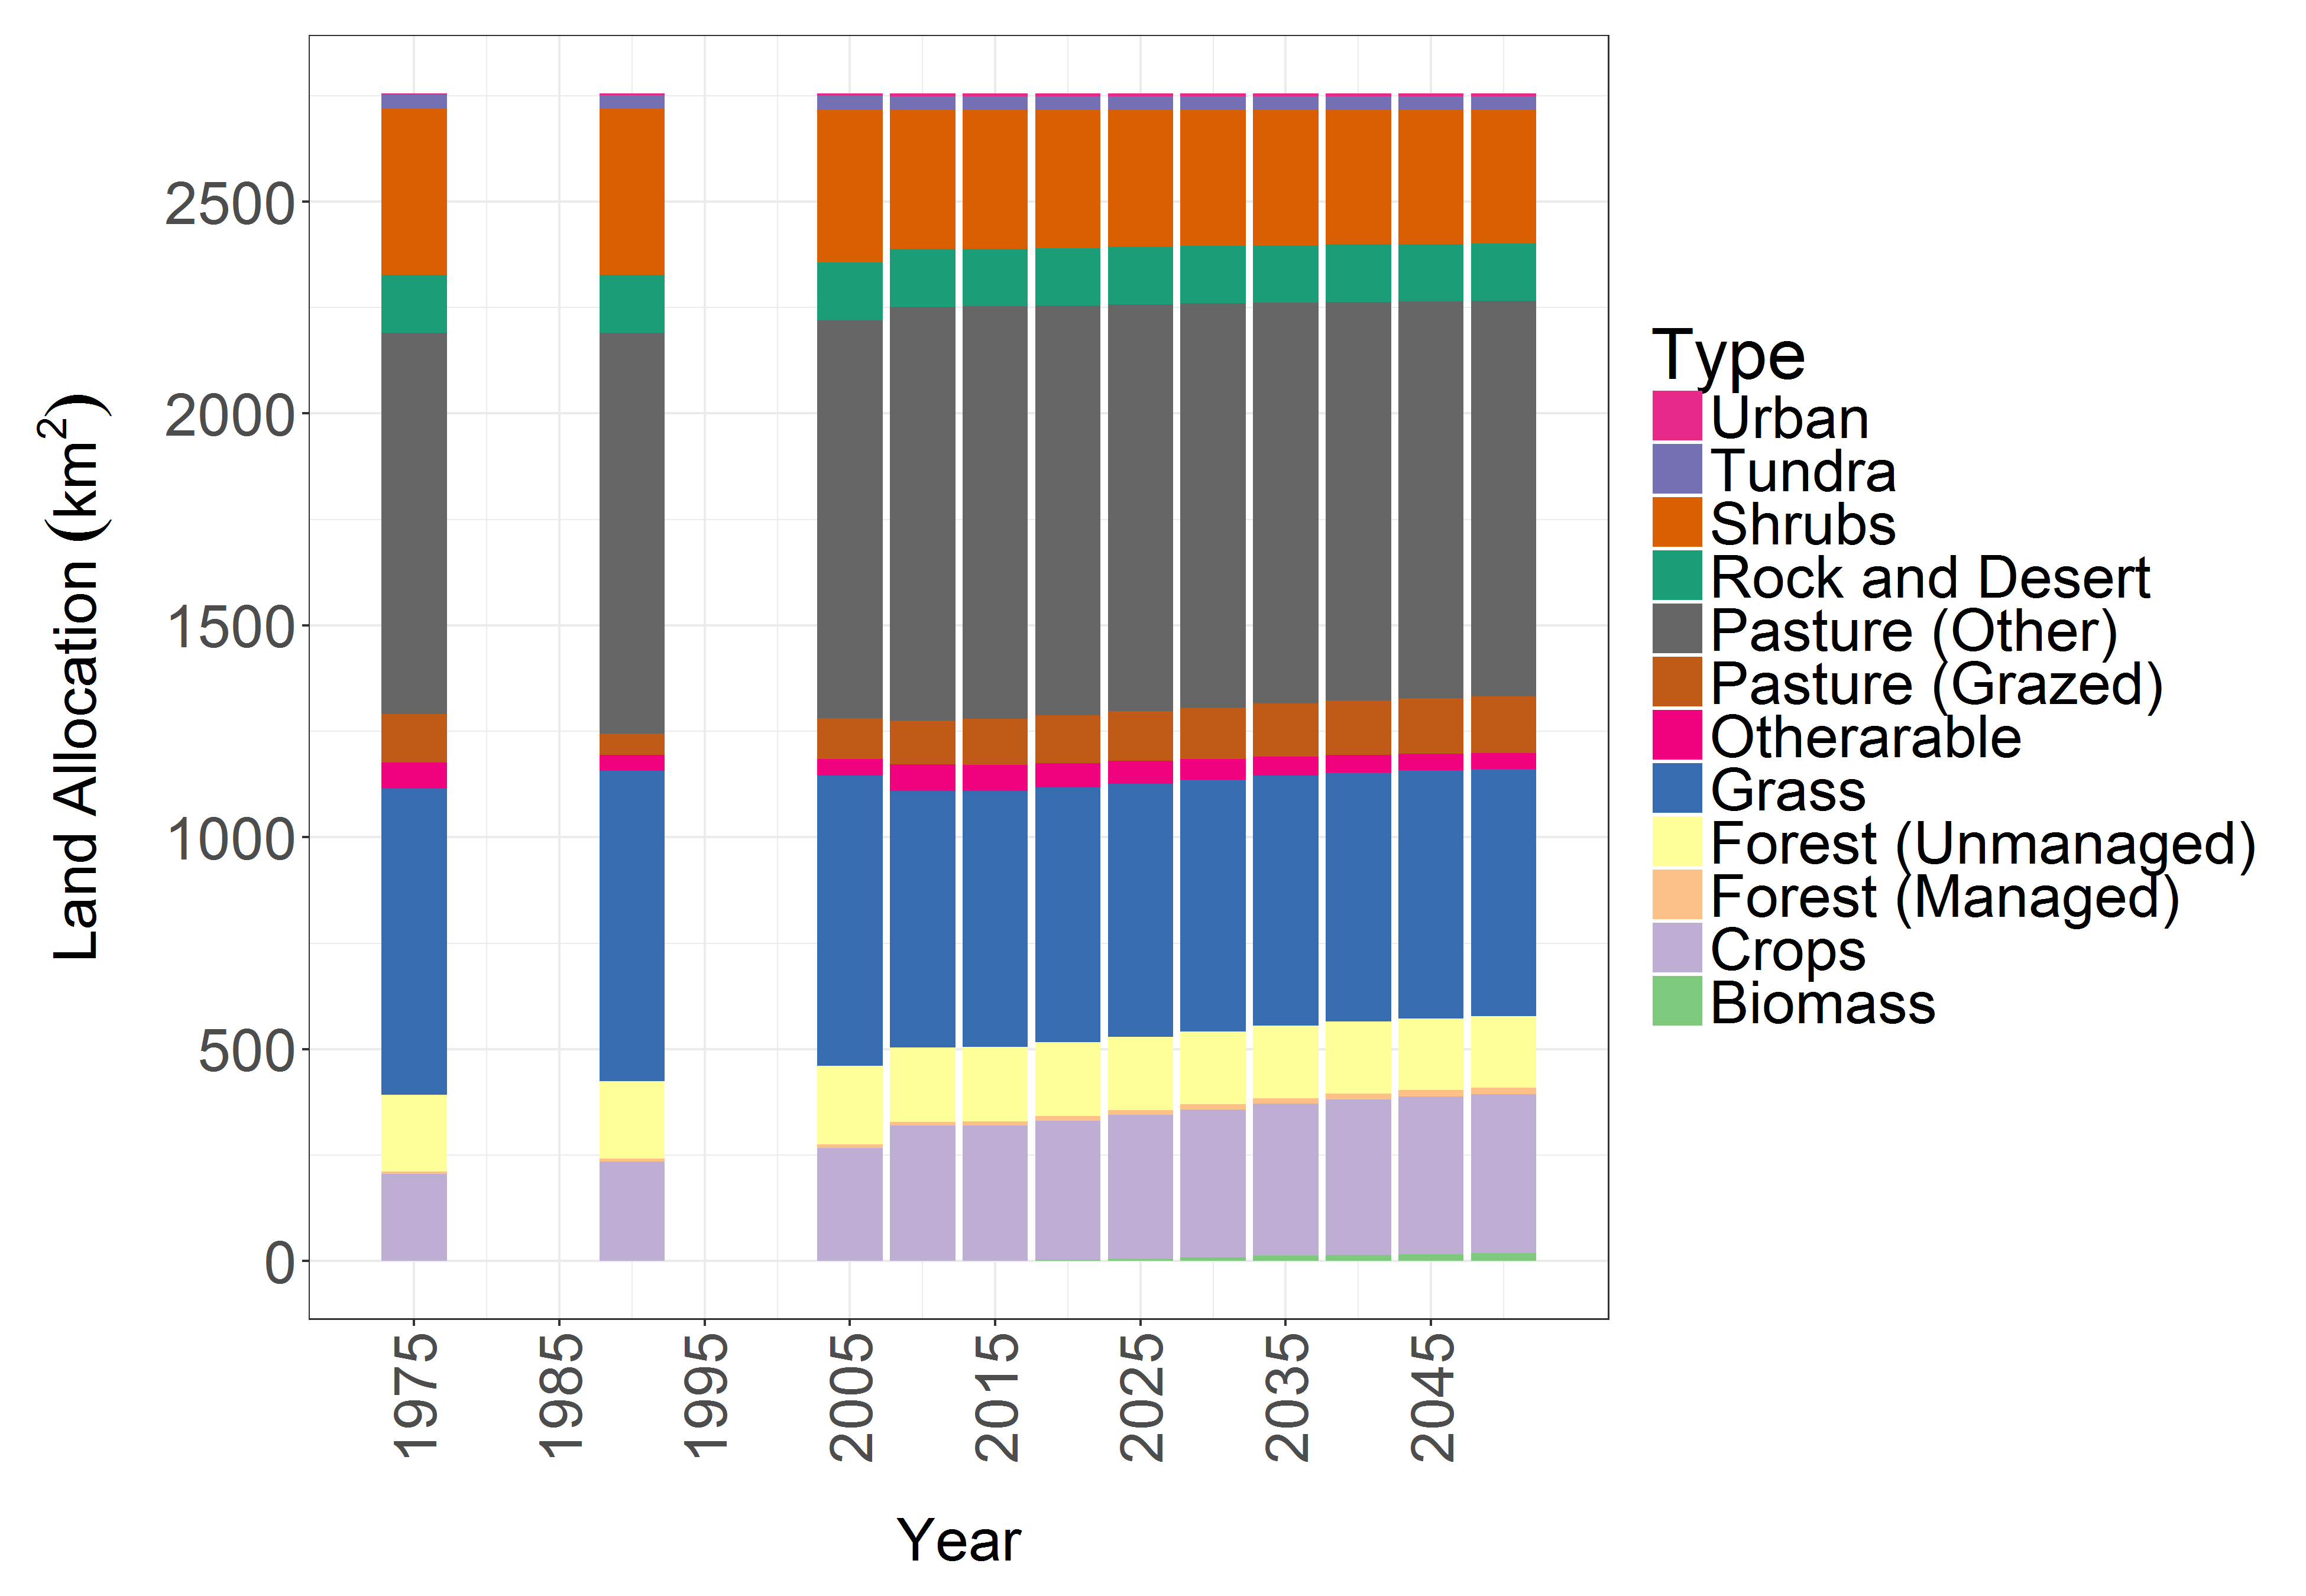 Land Allocation (km²)
2500
2000
1500
1000
500
0
1975
1985
1995
2005
2015
2025
2035
2045
Year
Type
Urban
Tundra
Shrubs
Rock and Desert
Pasture (Other)
Pasture (Grazed)
Otherarable
Grass
Forest (Unmanaged)
Forest (Managed)
Crops
Biomass